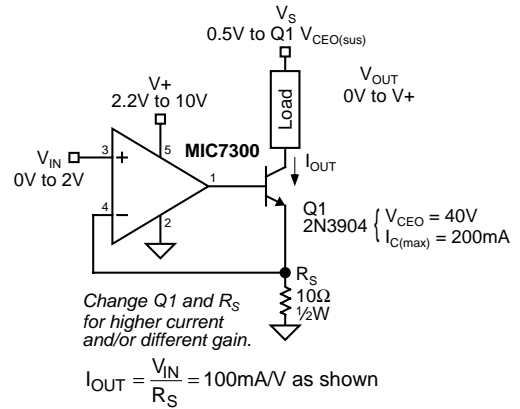 V_S
0.5V to Q1 V_CEO(sus)
V_OUT
0V to V+
Load
V+
2.2V to 10V
MIC7300
I_OUT
V_IN
0V to 2V
3
+
5
1
4
−
2
Q1
2N3904
V_CEO = 40V
I_C(max) = 200mA
R_S
10Ω
½W
Change Q1 and R_S
for higher current
and/or different gain.
I_OUT = V_IN / R_S = 100mA/V as shown